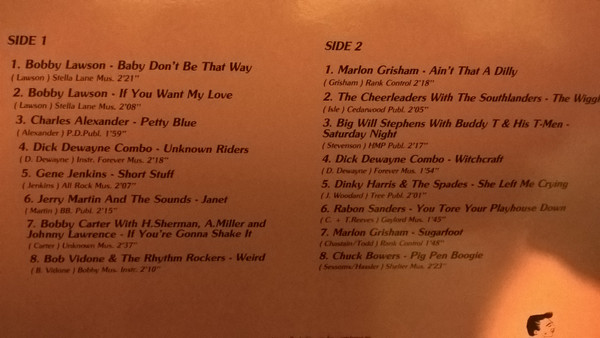 SIDE 1
1. Bobby Lawson - Baby Don't Be That Way
( Lawson ) Stella Lane Mus. 2'21"
2. Bobby Lawson - If You Want My Love
( Lawson ) Stella Lane Mus. 2'08"
3. Charles Alexander - Petty Blue
( Alexander ) P.D.Publ. 1'59"
4. Dick Dewayne Combo - Unknown Riders
( D. Dewayne ) Instr. Forever Mus. 2'18"
5. Gene Jenkins - Short Stuff
( Jenkins ) All Rock Mus. 2'07"
6. Jerry Martin And The Sounds - Janet
( Martin ) BB. Publ. 2'15"
7. Bobby Carter With H.Sherman, A.Miller and
Johnny Lawrence - If You're Gonna Shake It
( Carter ) Unknown Mus. 2'37"
8. Bob Vidone & The Rhythm Rockers - Weird
( B. Vidone ) Bobby Mus. Instr. 2'10"
SIDE 2
1. Marlon Grisham - Ain't That A Dilly
( Grisham ) Rank Control 2'18"
2. The Cheerleaders With The Southlanders - The Wiggl
( Isle ) Cedarwood Publ. 2'05"
3. Big Will Stephens With Buddy T & His T-Men -
Saturday Night
( Stevenson ) HMP Publ. 2'17"
4. Dick Dewayne Combo - Witchcraft
( D. Dewayne ) Forever Mus. 1'54"
5. Dinky Harris & The Spades - She Left Me Crying
( J. Woodard ) Tree Publ. 2'01"
6. Rabon Sanders - You Tore Your Playhouse Down
( C. + T.Reeves ) Gaylord Mus. 1'45"
7. Marlon Grisham - Sugarfoot
( Chastain/Todd ) Rank Control 1'48"
8. Chuck Bowers - Pig Pen Boogie
( Sessions/Hassler ) Shelter Mus. 2'23"